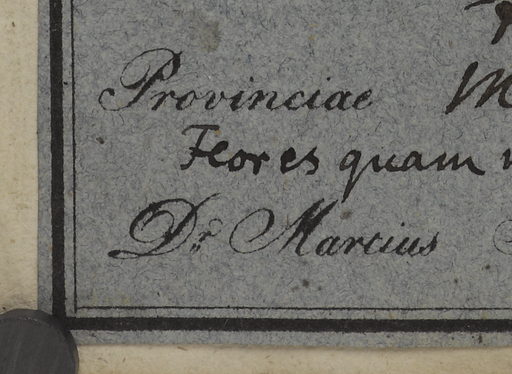 Provinciae
Flores quam
Dr Martius